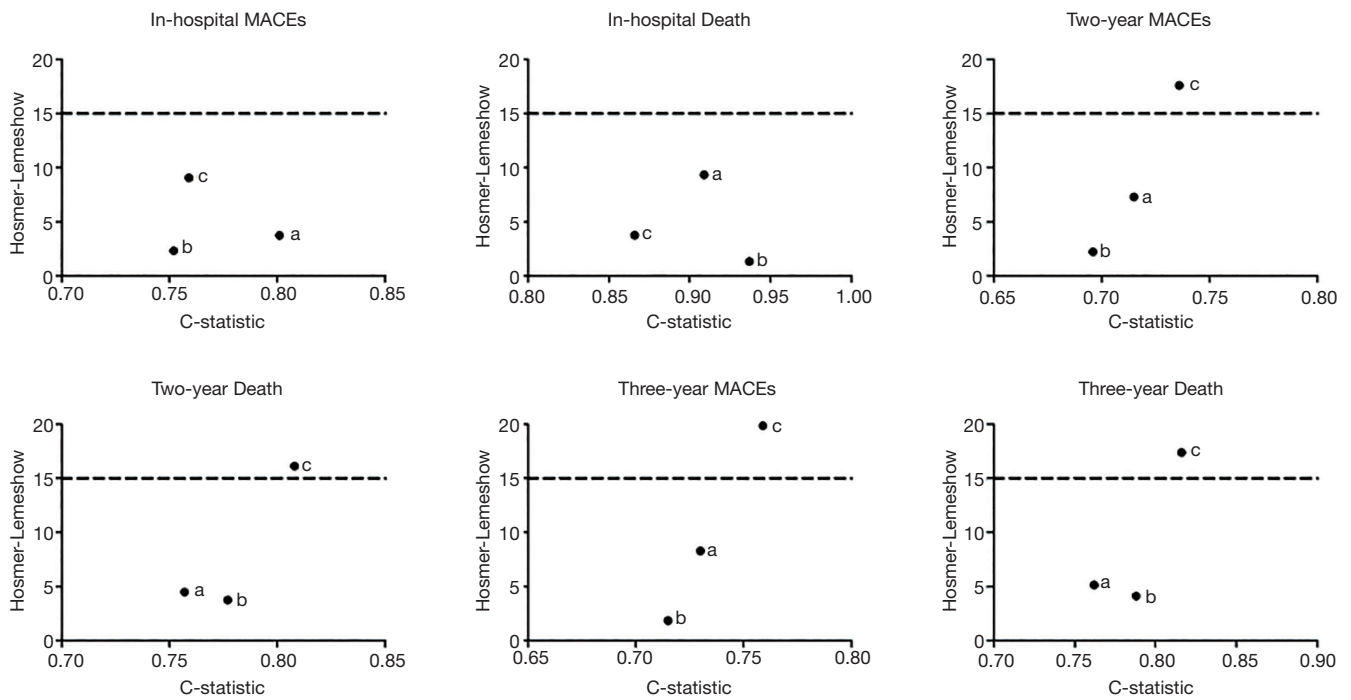 In-hospital MACEs
Hosmer-Lemeshow
20
15
10
5
0
c
b
a
0.70
0.75
0.80
0.85
C-statistic
In-hospital Death
Hosmer-Lemeshow
20
15
10
5
0
a
c
b
0.80
0.85
0.90
0.95
1.00
C-statistic
Two-year MACEs
Hosmer-Lemeshow
20
15
10
5
0
c
a
b
0.65
0.70
0.75
0.80
C-statistic
Two-year Death
Hosmer-Lemeshow
20
15
10
5
0
c
a
b
0.70
0.75
0.80
0.85
C-statistic
Three-year MACEs
Hosmer-Lemeshow
20
15
10
5
0
c
a
b
0.65
0.70
0.75
0.80
C-statistic
Three-year Death
Hosmer-Lemeshow
20
15
10
5
0
c
a
b
0.70
0.75
0.80
0.85
0.90
C-statistic